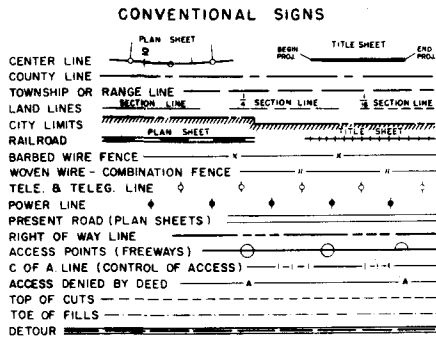 CONVENTIONAL SIGNS
PLAN SHEET
TITLE SHEET
BEGIN PROJ.
END PROJ.
CENTER LINE
COUNTY LINE
TOWNSHIP OR RANGE LINE
LAND LINES SECTION LINE 1/4 SECTION LINE 1/16 SECTION LINE
CITY LIMITS
RAILROAD PLAN SHEET TITLE SHEET
BARBED WIRE FENCE
WOVEN WIRE - COMBINATION FENCE
TELE. & TELEG. LINE
POWER LINE
PRESENT ROAD (PLAN SHEETS)
RIGHT OF WAY LINE
ACCESS POINTS (FREEWAYS)
C OF A. LINE (CONTROL OF ACCESS)
ACCESS DENIED BY DEED
TOP OF CUTS
TOE OF FILLS
DETOUR